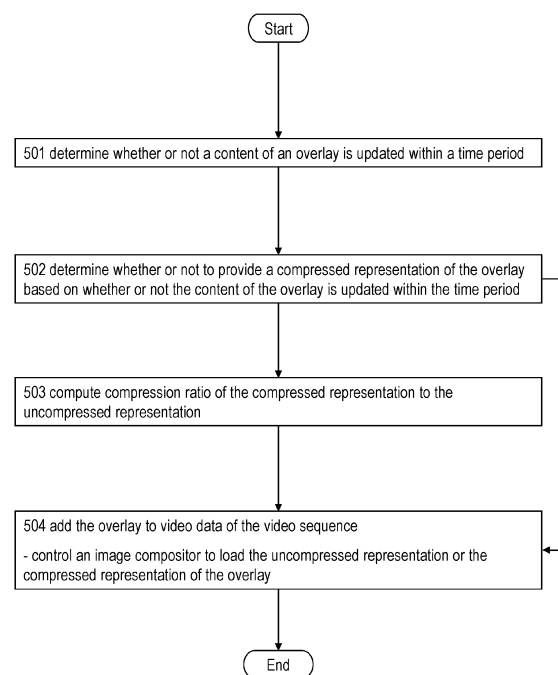 Start
501 determine whether or not a content of an overlay is updated within a time period
502 determine whether or not to provide a compressed representation of the overlay
based on whether or not the content of the overlay is updated within the time period
503 compute compression ratio of the compressed representation to the
uncompressed representation
504 add the overlay to video data of the video sequence
- control an image compositor to load the uncompressed representation or the
compressed representation of the overlay
End